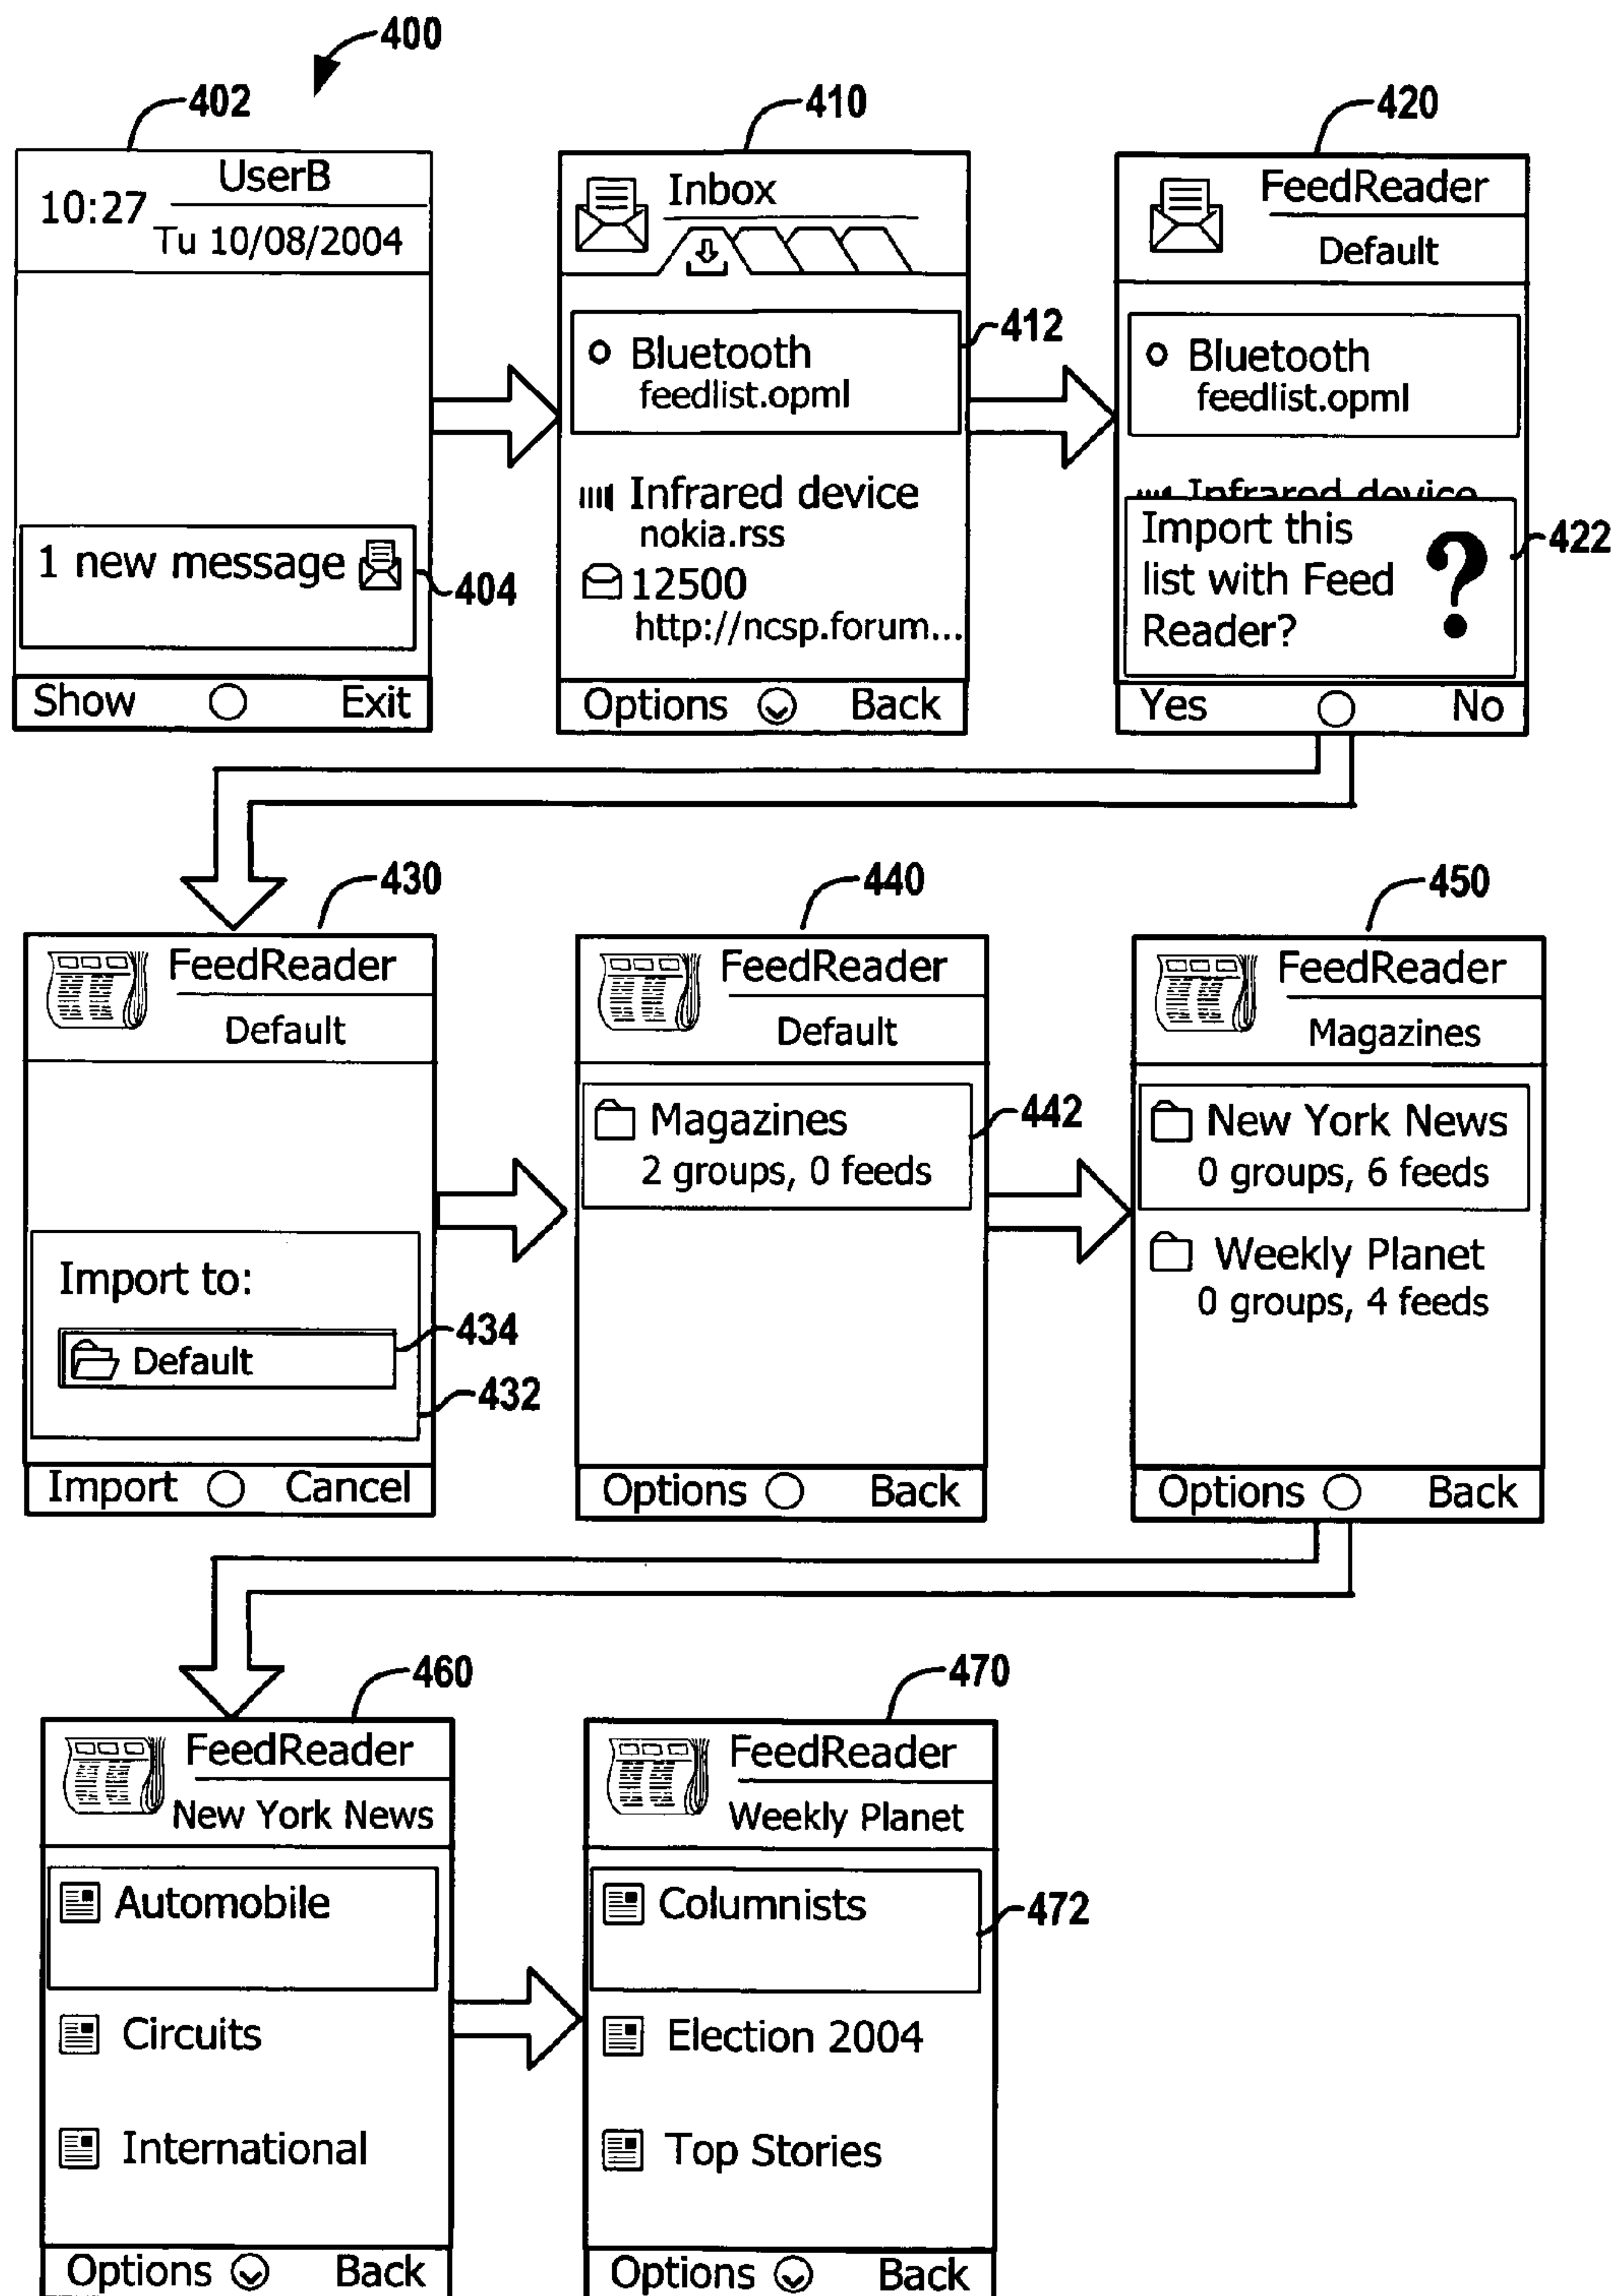 400
402
UserB
10:27
Tu 10/08/2004
1 new message
404
Show Exit
410
Inbox
Bluetooth
feedlist.opml
412
Infrared device
nokia.rss
12500
http://ncsp.forum...
Options Back
420
FeedReader
Default
Bluetooth
feedlist.opml
Infrared device
Import this
list with Feed
Reader?
?
422
Yes No
430
FeedReader
Default
Import to:
Default
434
432
Import Cancel
440
FeedReader
Default
Magazines
2 groups, 0 feeds
442
Options Back
450
FeedReader
Magazines
New York News
0 groups, 6 feeds
Weekly Planet
0 groups, 4 feeds
Options Back
460
FeedReader
New York News
Automobile
Circuits
International
Options Back
470
FeedReader
Weekly Planet
Columnists
472
Election 2004
Top Stories
Options Back